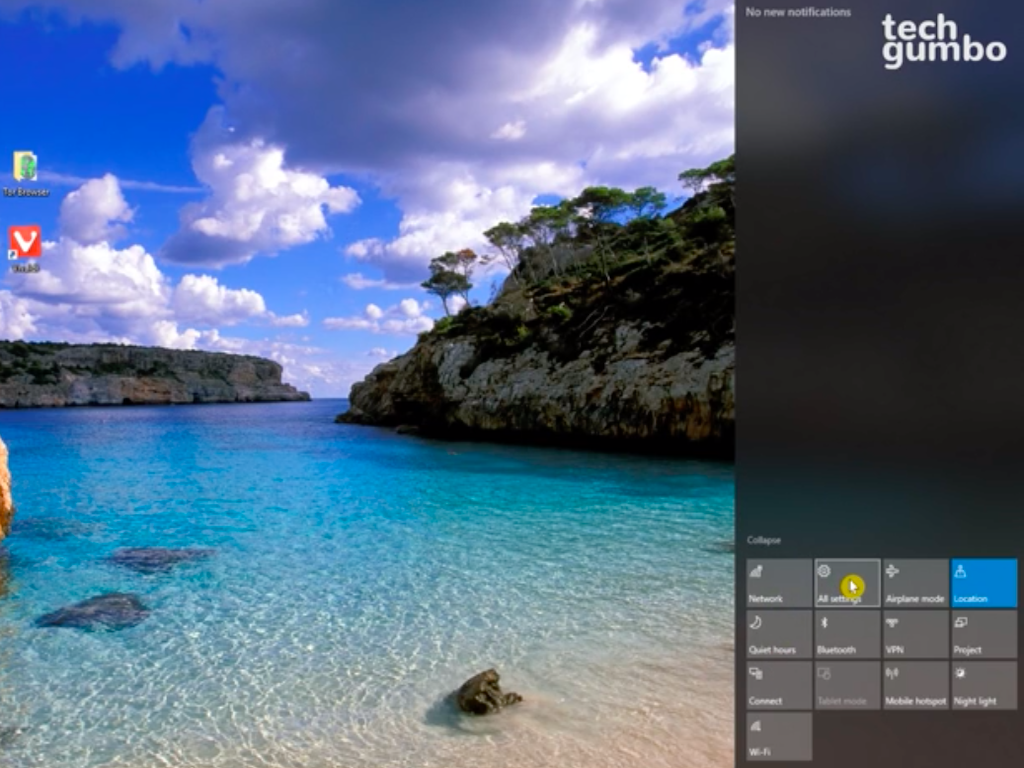 No new notifications
tech
gumbo
Tor Browser
Vivaldi
Collapse
Network
All settings
Airplane mode
Location
Quiet hours
Bluetooth
VPN
Project
Connect
Tablet mode
Mobile hotspot
Night light
Wi-Fi